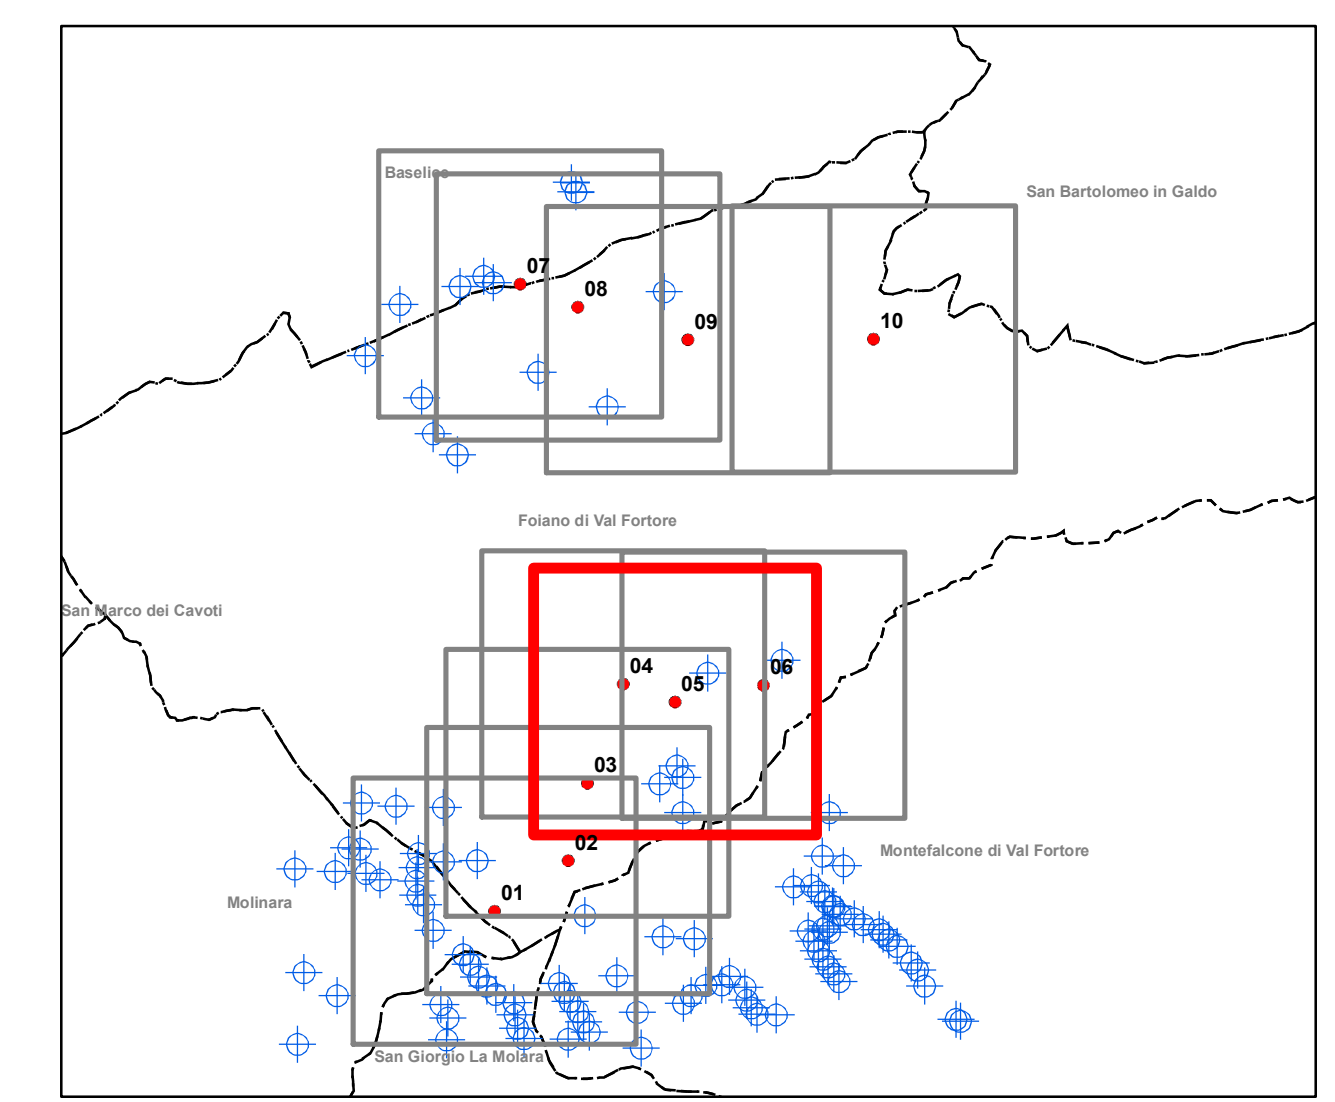 Baselice
San Bartolomeo in Galdo
07
08
09
10
Foiano di Val Fortore
San Marco dei Cavoti
04
06
05
03
02
Montefalcone di Val Fortore
01
Molinara
San Giorgio La Molara